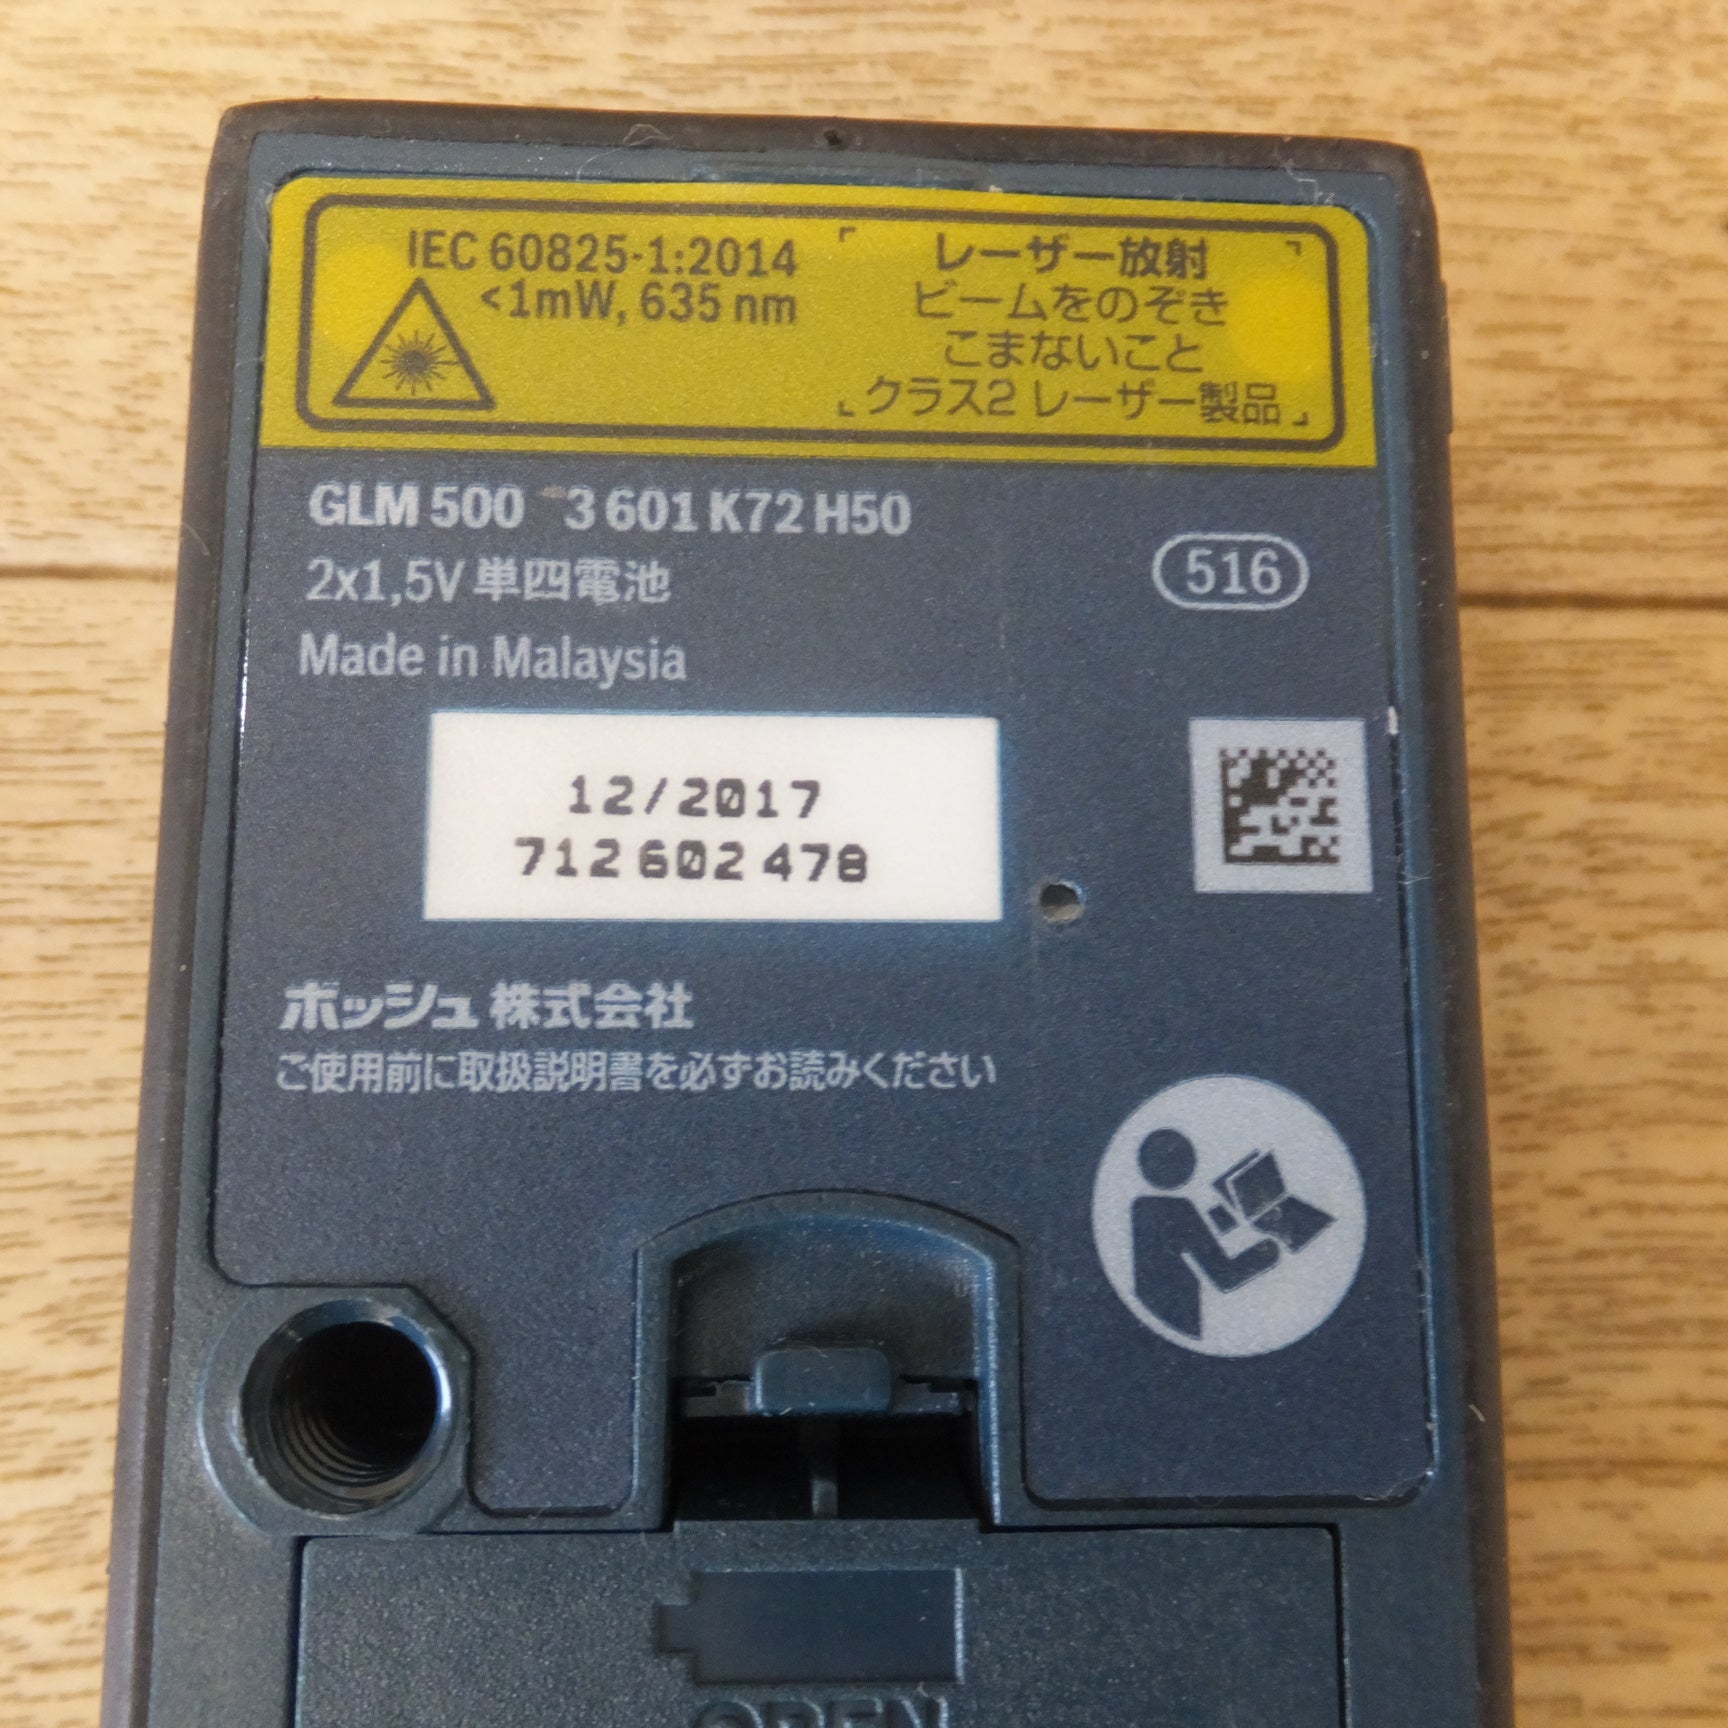 IEC 60825-1:2014
<1mW, 635 nm
レーザー放射
ビームをのぞき
こまないこと
クラス2 レーザー製品
GLM 500 3 601 K72 H50
2x1,5V 単四電池
516
Made in Malaysia
12/2017
712602478
ボッシュ 株式会社
ご使用前に取扱説明書を必ずお読みください
OPEN